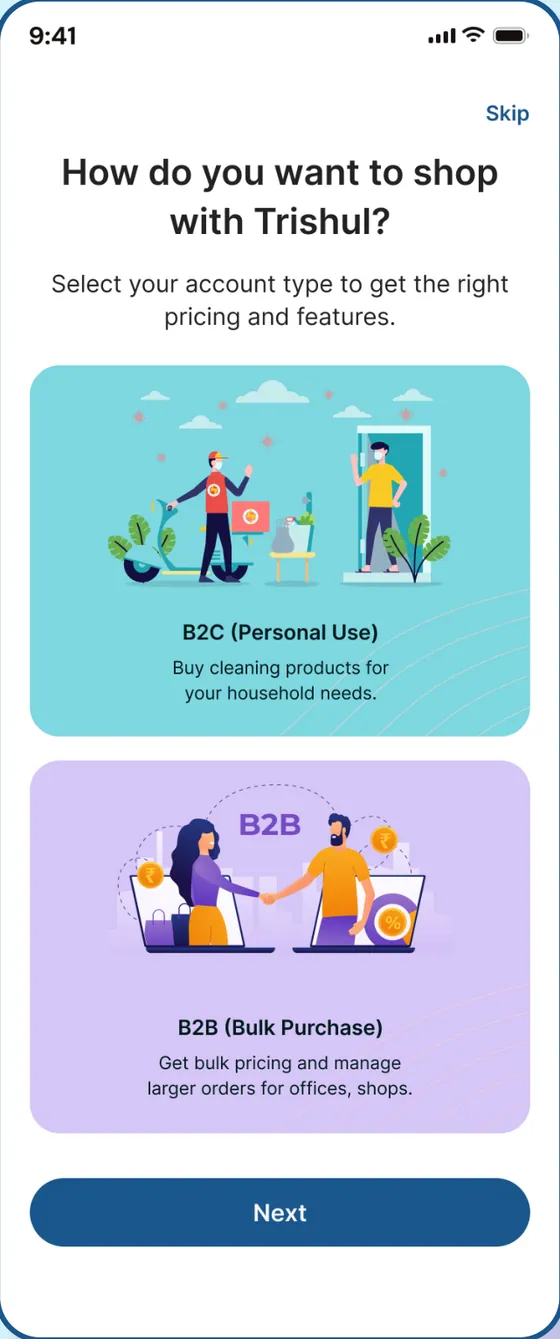 9:41
Skip
How do you want to shop
with Trishul?
Select your account type to get the right
pricing and features.
B2C (Personal Use)
Buy cleaning products for
your household needs.
B2B
₹
₹
%
B2B (Bulk Purchase)
Get bulk pricing and manage
larger orders for offices, shops.
Next